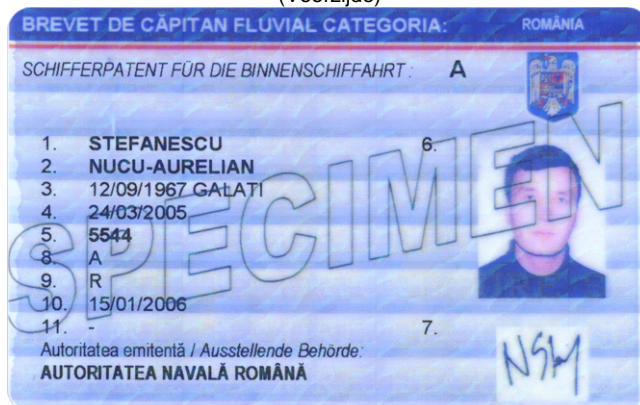 (Voorzijde)
BREVET DE CĂPITAN FLUVIAL CATEGORIA: ROMÂNIA
SCHIFFERPATENT FÜR DIE BINNENSCHIFFAHRT : A
1. STEFANESCU 6.
2. NUCU-AURELIAN
3. 12/09/1967 GALATI
4. 24/03/2005
5. 5544
8. A
9. R
10. 15/01/2006
11. - 7.
Autoritatea emitentă / Ausstellende Behörde:
AUTORITATEA NAVALĂ ROMÂNĂ
SPECIMEN